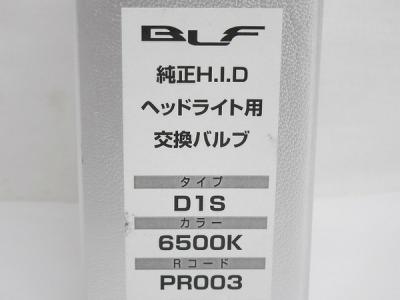 BLF
純正H.I.D
ヘッドライト用
交換バルブ
タイプ
D1S
カラー
6500K
Rコード
PR003